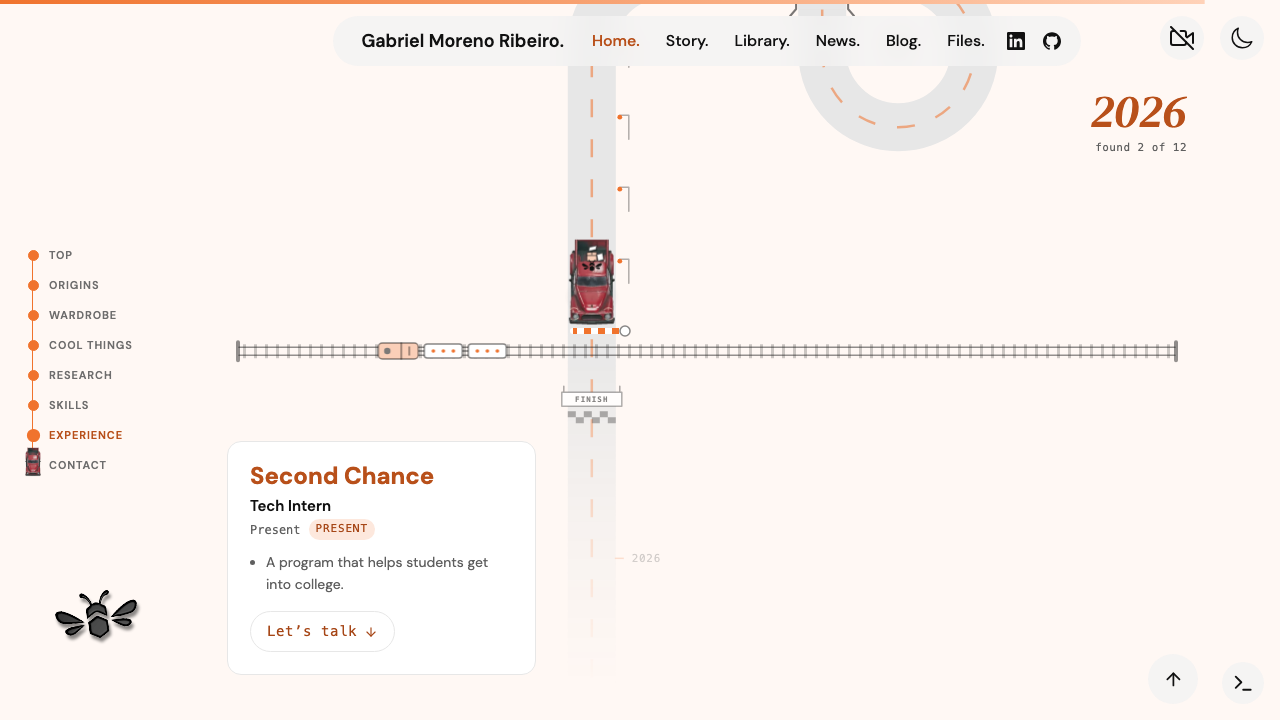 Gabriel Moreno Ribeiro.
Home.
Story.
Library.
News.
Blog.
Files.
2026
found 2 of 12
TOP
ORIGINS
WARDROBE
COOL THINGS
RESEARCH
SKILLS
EXPERIENCE
CONTACT
FINISH
Second Chance
Tech Intern
Present PRESENT
• A program that helps students get
into college.
Let’s talk ↓
2026